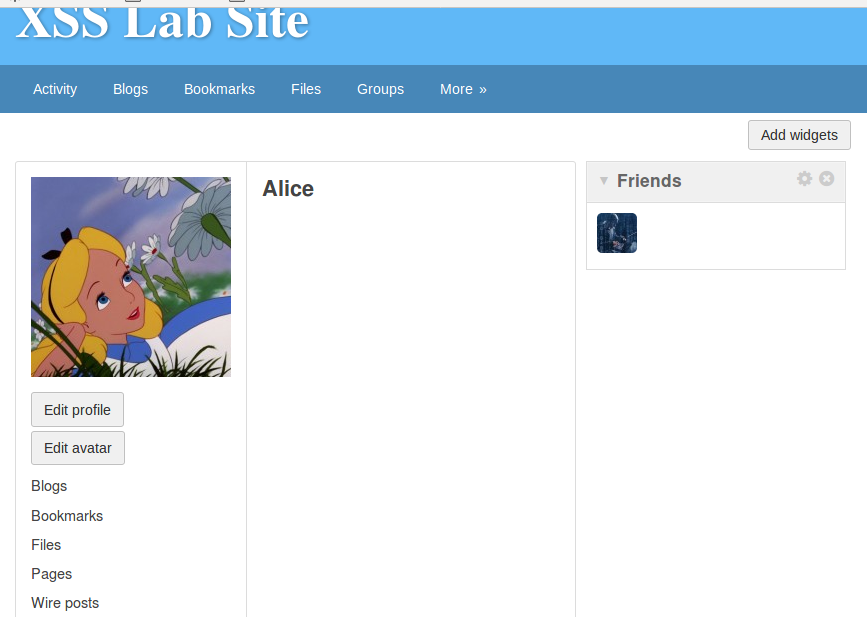 XSS Lab Site
Activity Blogs Bookmarks Files Groups More »
Add widgets
Alice
Friends
Edit profile
Edit avatar
Blogs
Bookmarks
Files
Pages
Wire posts